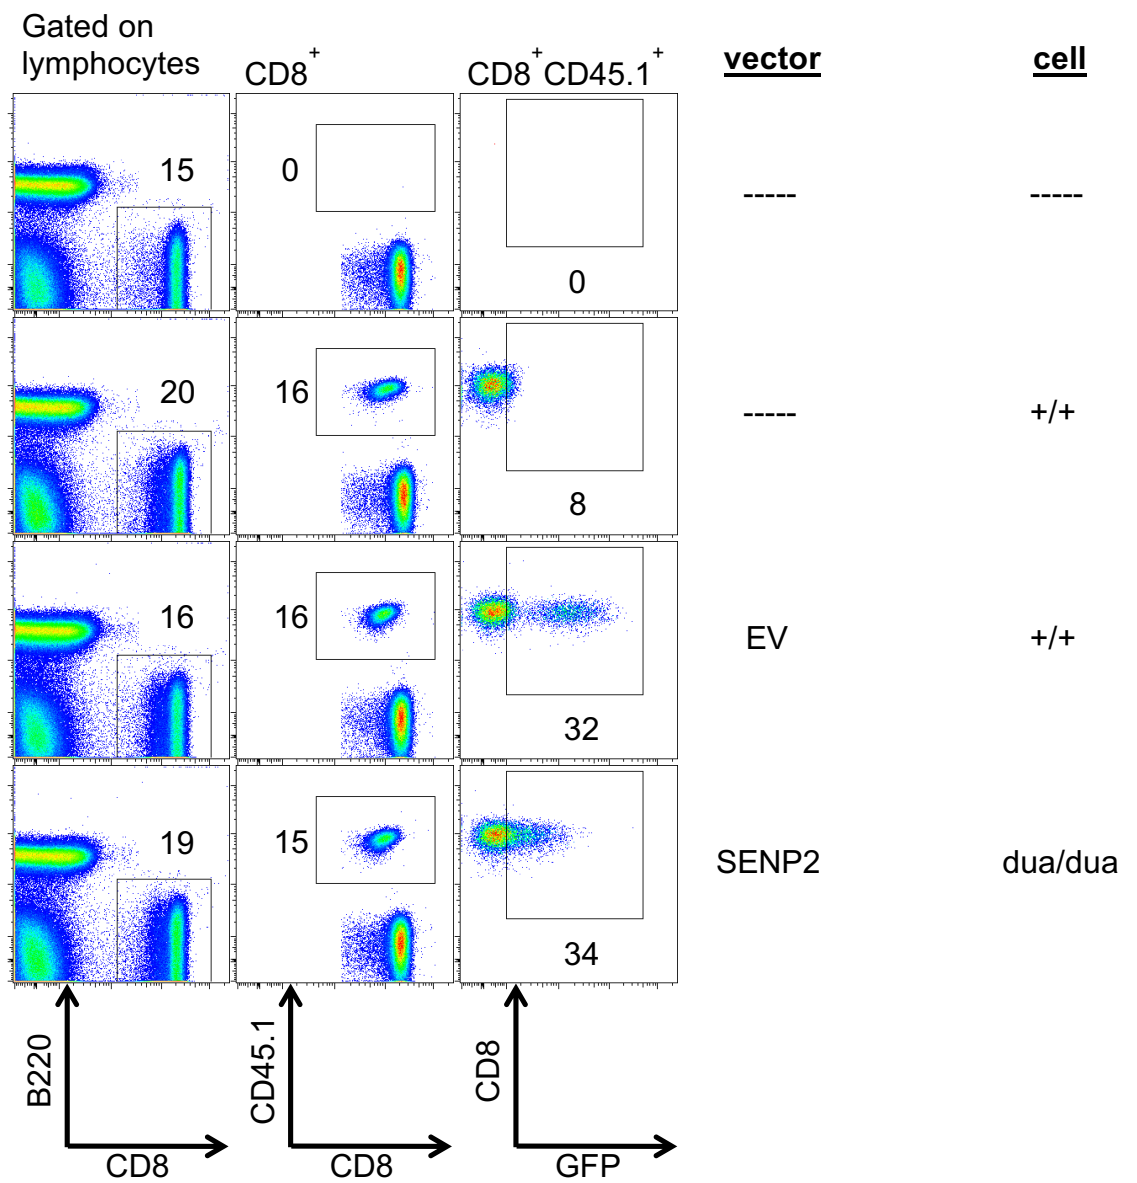 Gated on
lymphocytes
CD8+
CD8+CD45.1+
vector
cell
15
0
0
-----
-----
20
16
8
-----
+/+
16
16
32
EV
+/+
19
15
34
SENP2
dua/dua
B220
CD8
CD45.1
CD8
CD8
GFP